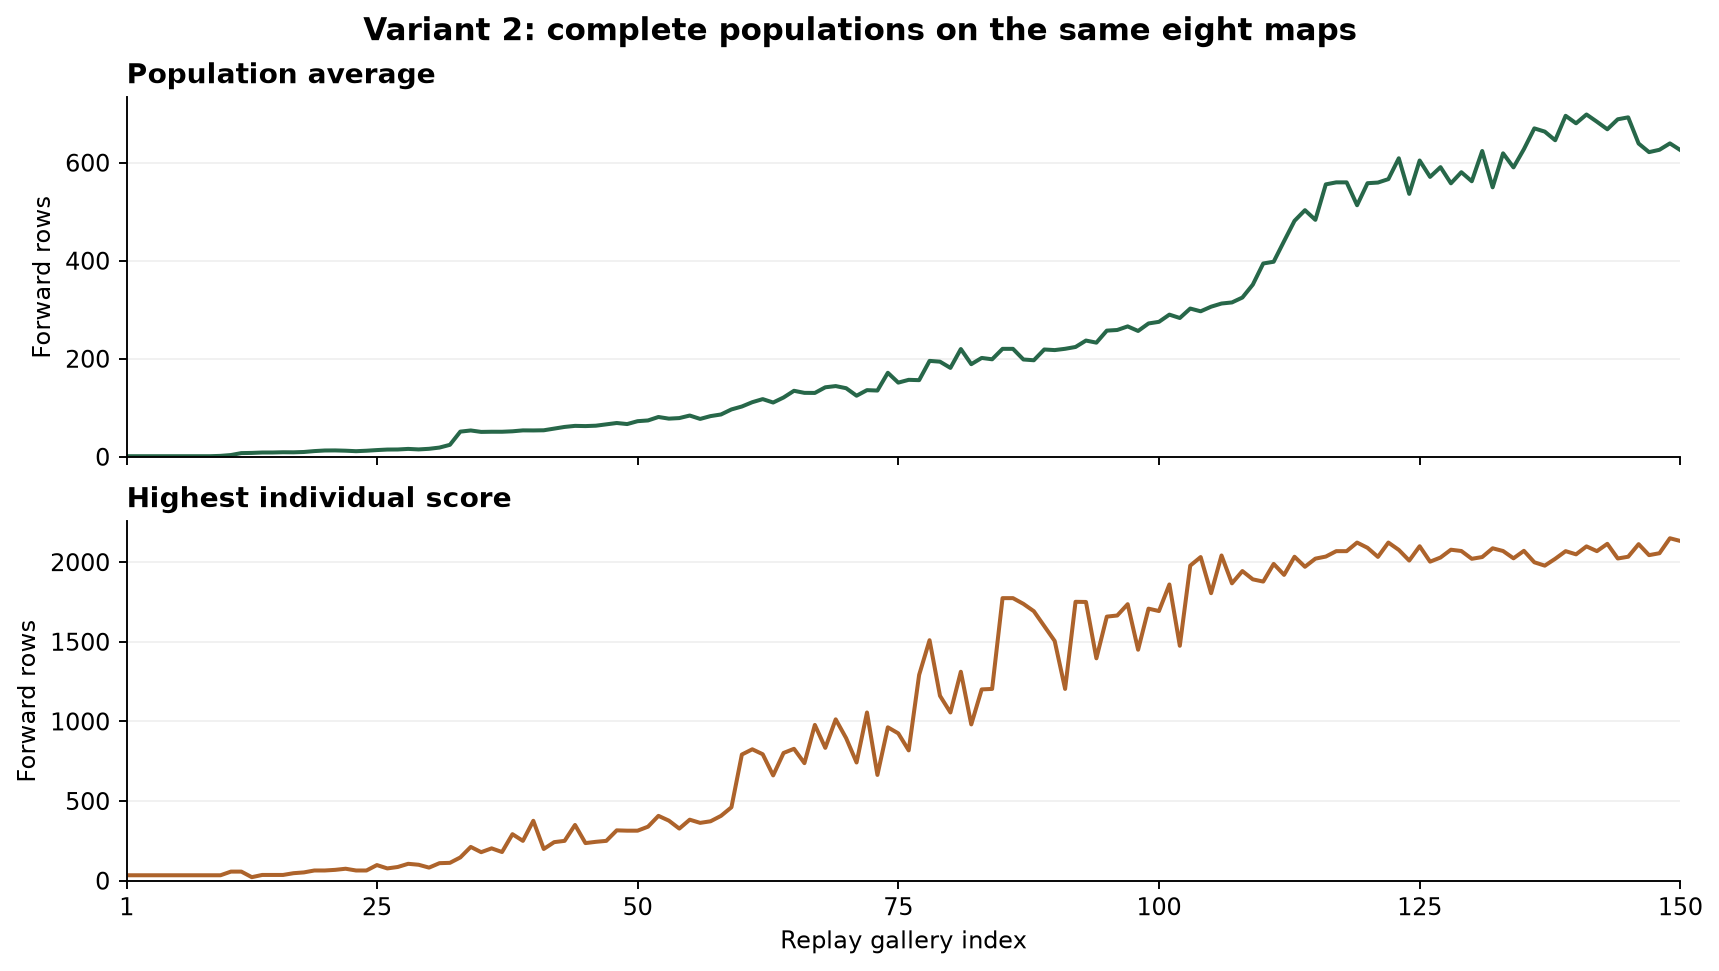 Variant 2: complete populations on the same eight maps
Population average
Forward rows
600
400
200
0
Highest individual score
Forward rows
2000
1500
1000
500
0
1 25 50 75 100 125 150
Replay gallery index